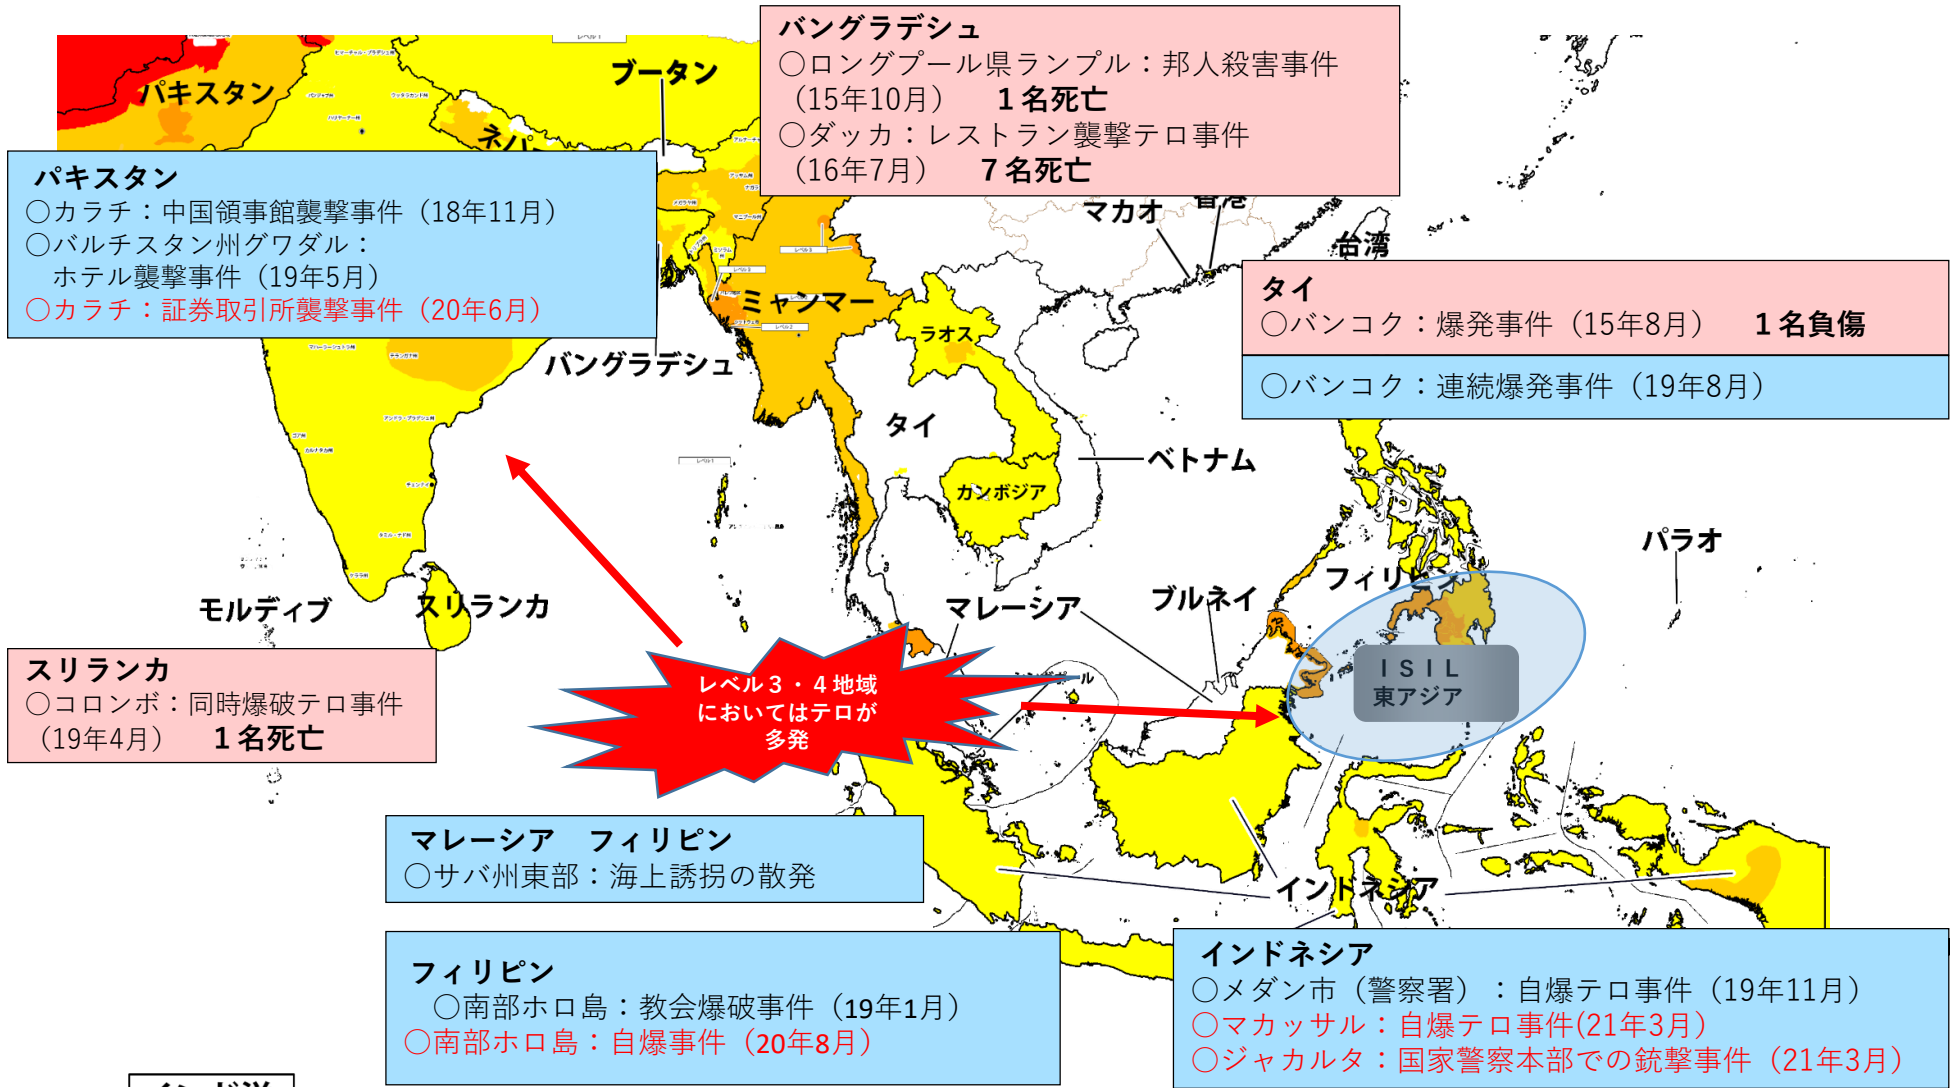 バングラデシュ
○ロングプール県ランプル：邦人殺害事件
（15年10月）　１名死亡
○ダッカ：レストラン襲撃テロ事件
（16年7月）　７名死亡
パキスタン
ブータン
ネパ
パキスタン
○カラチ：中国領事館襲撃事件（18年11月）
○バルチスタン州グワダル：
ホテル襲撃事件（19年5月）
○カラチ：証券取引所襲撃事件（20年6月）
マカオ
香港
台湾
タイ
○バンコク：爆発事件（15年8月）　１名負傷
○バンコク：連続爆発事件（19年8月）
ミャンマー
ラオス
バングラデシュ
タイ
ベトナム
カンボジア
パラオ
フィリピン
モルディブ
スリランカ
マレーシア
ブルネイ
スリランカ
○コロンボ：同時爆破テロ事件
（19年4月）　１名死亡
レベル３・４地域
においてはテロが
多発
ル
ＩＳＩＬ
東アジア
マレーシア　フィリピン
○サバ州東部：海上誘拐の散発
インドネシア
フィリピン
○南部ホロ島：教会爆破事件（19年1月）
○南部ホロ島：自爆事件（20年8月）
インドネシア
○メダン市（警察署）：自爆テロ事件（19年11月）
○マカッサル：自爆テロ事件(21年3月)
○ジャカルタ：国家警察本部での銃撃事件（21年3月）
インド洋